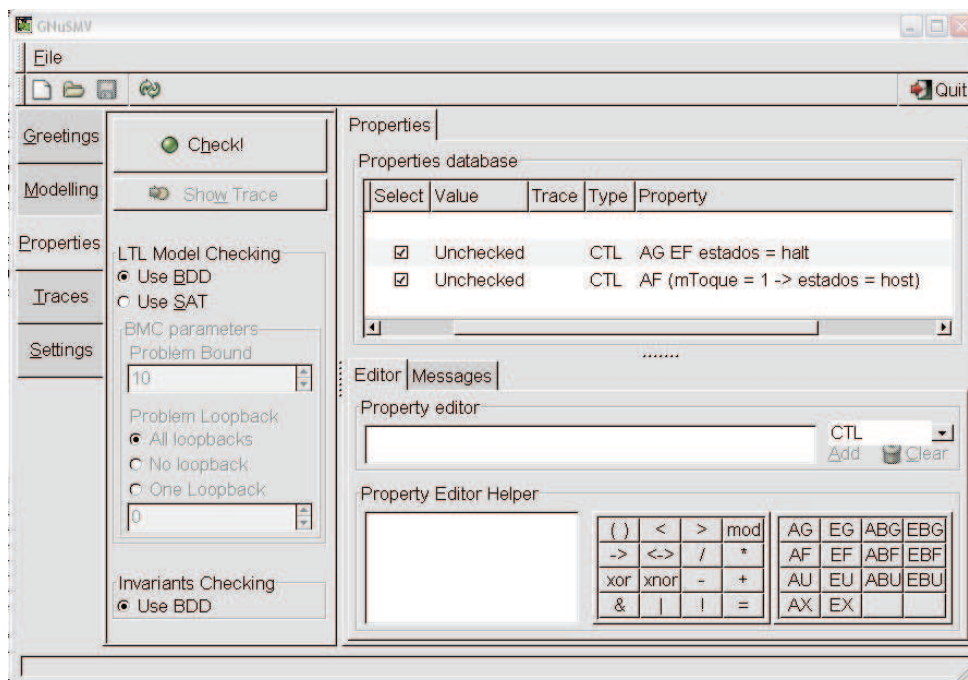 GNuSMV
File
Quit
Greetings
Modelling
Properties
Traces
Settings
Check!
Show Trace
LTL Model Checking
Use BDD
Use SAT
BMC parameters
Problem Bound
10
Problem Loopback
All loopbacks
No loopback
One Loopback
0
Invariants Checking
Use BDD
Properties
Properties database
Select Value Trace Type Property
Unchecked CTL AG EF estados = halt
Unchecked CTL AF (mToque = 1 -> estados = host)
Editor Messages
Property editor
CTL
Add Clear
Property Editor Helper
( ) < > mod AG EG ABG EBG
-> <-> / * AF EF ABF EBF
xor xnor - + AU EU ABU EBU
& | ! = AX EX